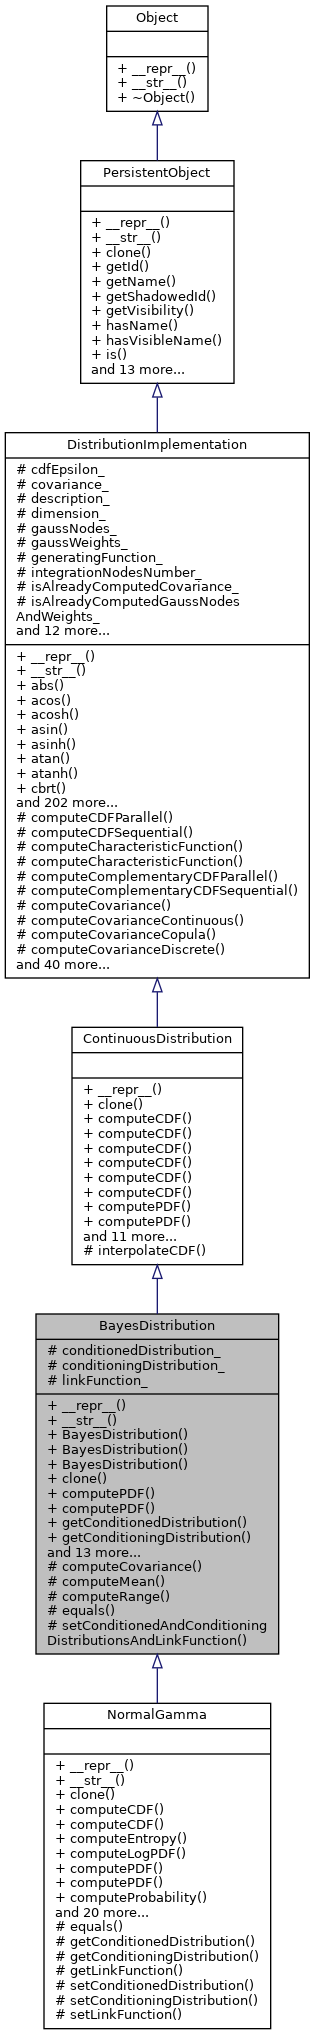 Object
+ __repr__()
+ __str__()
+ ~Object()
PersistentObject
+ __repr__()
+ __str__()
+ clone()
+ getId()
+ getName()
+ getShadowedId()
+ getVisibility()
+ hasName()
+ hasVisibleName()
+ is()
and 13 more...
DistributionImplementation
# cdfEpsilon_
# covariance_
# description_
# dimension_
# gaussNodes_
# gaussWeights_
# generatingFunction_
# integrationNodesNumber_
# isAlreadyComputedCovariance_
# isAlreadyComputedGaussNodes
AndWeights_
and 12 more...
+ __repr__()
+ __str__()
+ abs()
+ acos()
+ acosh()
+ asin()
+ asinh()
+ atan()
+ atanh()
+ cbrt()
and 202 more...
# computeCDFParallel()
# computeCDFSequential()
# computeCharacteristicFunction()
# computeCharacteristicFunction()
# computeComplementaryCDFParallel()
# computeComplementaryCDFSequential()
# computeCovariance()
# computeCovarianceContinuous()
# computeCovarianceCopula()
# computeCovarianceDiscrete()
and 40 more...
ContinuousDistribution
+ __repr__()
+ clone()
+ computeCDF()
+ computeCDF()
+ computeCDF()
+ computeCDF()
+ computeCDF()
+ computeCDF()
+ computePDF()
+ computePDF()
and 11 more...
# interpolateCDF()
BayesDistribution
# conditionedDistribution_
# conditioningDistribution_
# linkFunction_
+ __repr__()
+ __str__()
+ BayesDistribution()
+ BayesDistribution()
+ BayesDistribution()
+ clone()
+ computePDF()
+ computePDF()
+ getConditionedDistribution()
+ getConditioningDistribution()
and 13 more...
# computeCovariance()
# computeMean()
# computeRange()
# equals()
# setConditionedAndConditioning
DistributionsAndLinkFunction()
NormalGamma
+ __repr__()
+ __str__()
+ clone()
+ computeCDF()
+ computeCDF()
+ computeEntropy()
+ computeLogPDF()
+ computePDF()
+ computePDF()
+ computeProbability()
and 20 more...
# equals()
# getConditionedDistribution()
# getConditioningDistribution()
# getLinkFunction()
# setConditionedDistribution()
# setConditioningDistribution()
# setLinkFunction()